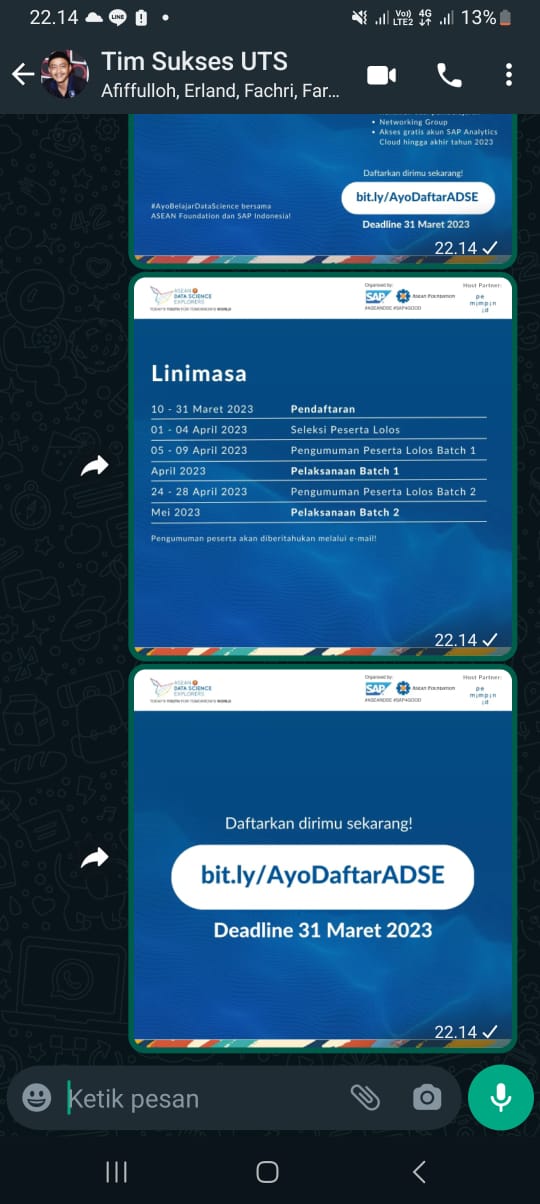 22.14
LINE
Vo))
LTE2
4G
13%
Tim Sukses UTS
Afiffulloh, Erland, Fachri, Far...
• Networking Group
• Akses gratis akun SAP Analytics
Cloud hingga akhir tahun 2023
Daftarkan dirimu sekarang!
bit.ly/AyoDaftarADSE
Deadline 31 Maret 2023
#AyoBelajarDataScience bersama
ASEAN Foundation dan SAP Indonesia!
22.14
ASEAN
DATA SCIENCE
EXPLORERS
TODAY'S YOUTH FOR TOMORROW'S WORLD
Organised by:
SAP
ASEAN FOUNDATION
#ASEANDSE #SAP4GOOD
Host Partner:
pe
mimpin
.id
Linimasa
10 - 31 Maret 2023 Pendaftaran
01 - 04 April 2023 Seleksi Peserta Lolos
05 - 09 April 2023 Pengumuman Peserta Lolos Batch 1
April 2023 Pelaksanaan Batch 1
24 - 28 April 2023 Pengumuman Peserta Lolos Batch 2
Mei 2023 Pelaksanaan Batch 2
Pengumuman peserta akan diberitahukan melalui e-mail!
22.14
ASEAN
DATA SCIENCE
EXPLORERS
TODAY'S YOUTH FOR TOMORROW'S WORLD
Organised by:
SAP
ASEAN FOUNDATION
#ASEANDSE #SAP4GOOD
Host Partner:
pe
mimpin
.id
Daftarkan dirimu sekarang!
bit.ly/AyoDaftarADSE
Deadline 31 Maret 2023
22.14
Ketik pesan